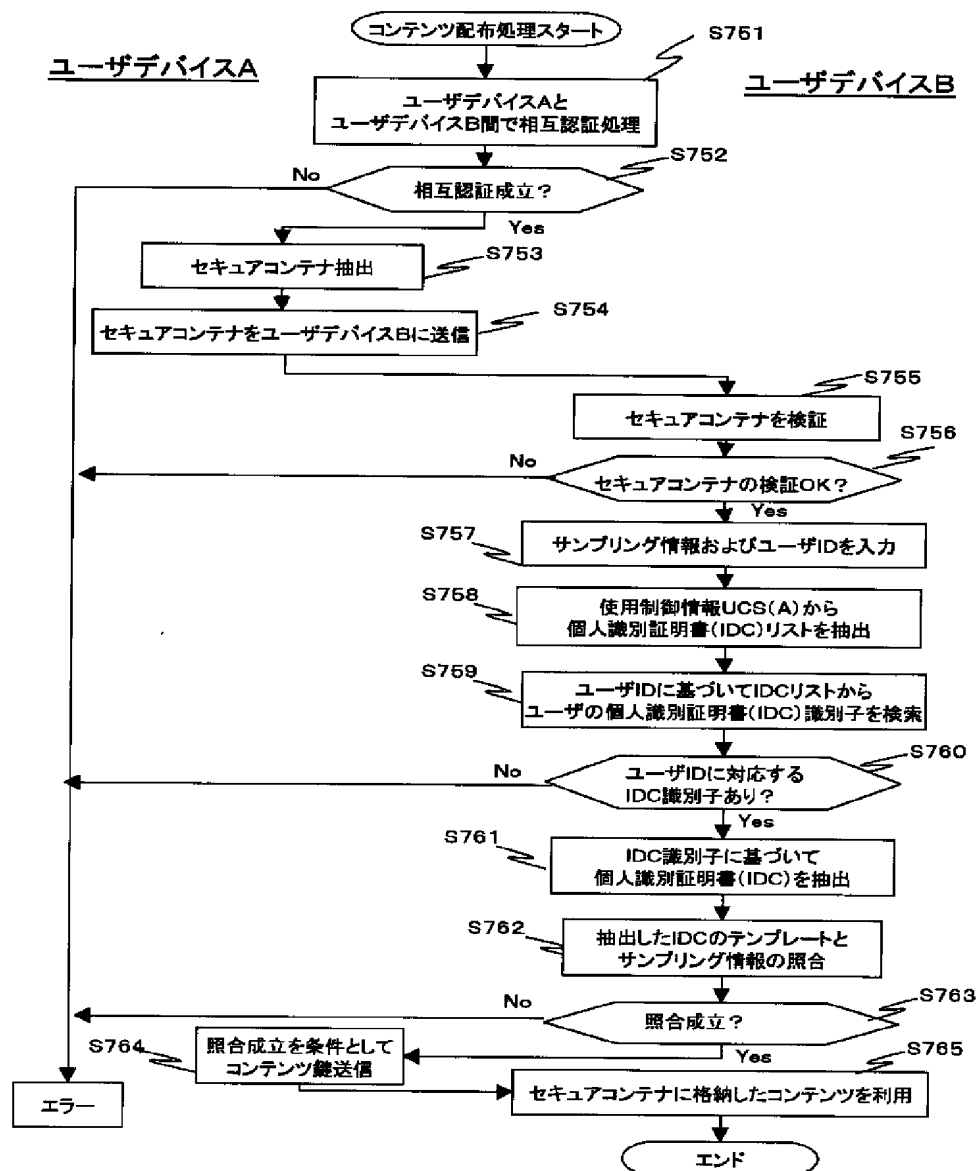 コンテンツ配布処理スタート
S751
ユーザデバイスA
ユーザデバイスB
ユーザデバイスAと
ユーザデバイスB間で相互認証処理
S752
No
相互認証成立?
Yes
S753
セキュアコンテナ抽出
S754
セキュアコンテナをユーザデバイスBに送信
S755
セキュアコンテナを検証
S756
No
セキュアコンテナの検証OK?
Yes
S757
サンプリング情報およびユーザIDを入力
S758
使用制御情報UCS(A)から
個人識別証明書(IDC)リストを抽出
S759
ユーザIDに基づいてIDCリストから
ユーザの個人識別証明書(IDC)識別子を検索
S760
No
ユーザIDに対応する
IDC識別子あり?
Yes
S761
IDC識別子に基づいて
個人識別証明書(IDC)を抽出
S762
抽出したIDCのテンプレートと
サンプリング情報の照合
S763
No
照合成立?
Yes
S764
照合成立を条件として
コンテンツ鍵送信
S765
セキュアコンテナに格納したコンテンツを利用
エラー
エンド